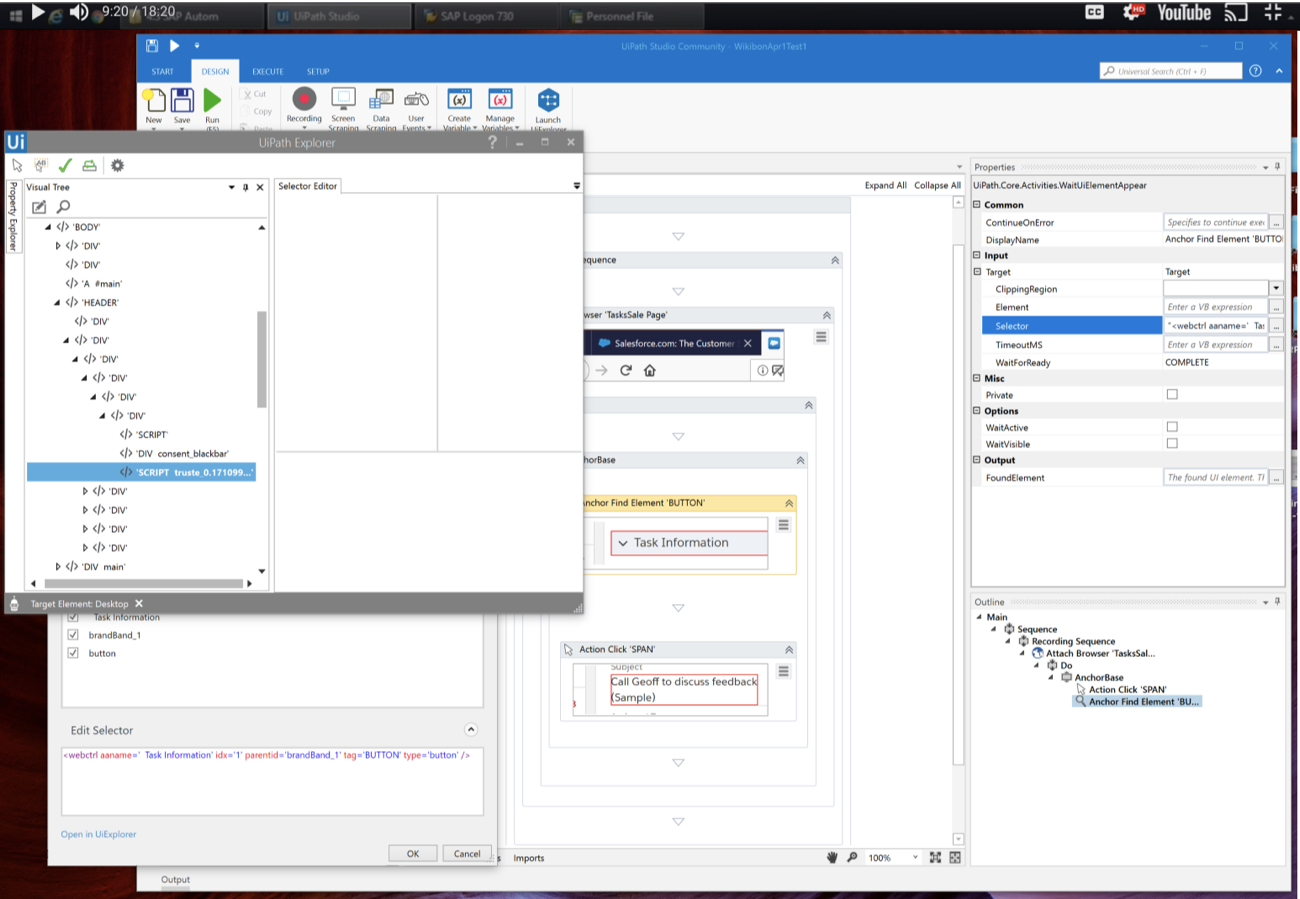 9:20 / 18:20
SAP Autom
UiPath Studio
SAP Logon 730
Personnel File
CC
HD
YouTube
UiPath Studio Community - WikibonApr1Test1
START
DESIGN
EXECUTE
SETUP
Universal Search (Ctrl + F)
New
Save
Run
(F5)
Cut
Copy
Paste
Recording
Screen
Scraning
Data
Scraning
User
Events
Create
Variable
Manage
Variables
Launch
UiExplorer
Ui
UiPath Explorer
Property Explorer
Visual Tree
Selector Editor
</> 'BODY'
</> 'DIV'
</> 'DIV'
</> 'A #main'
</> 'HEADER'
</> 'DIV'
</> 'DIV'
</> 'DIV'
</> 'DIV'
</> 'DIV'
</> 'DIV'
</> 'SCRIPT'
</> 'DIV consent_blackbar'
</> 'SCRIPT truste_0.171099...'
</> 'DIV'
</> 'DIV'
</> 'DIV'
</> 'DIV'
</> 'DIV main'
Target Element: Desktop
Task Information
brandBand_1
button
Edit Selector
<webctrl aaname=' Task Information' idx='1' parentid='brandBand_1' tag='BUTTON' type='button' />
Open in UiExplorer
OK
Cancel
Output
Expand All Collapse All
equence
wser 'TasksSale Page'
Salesforce.com: The Customer
horBase
nchor Find Element 'BUTTON'
Task Information
Action Click 'SPAN'
Subject
Call Geoff to discuss feedback
(Sample)
s Imports
100%
Properties
UiPath.Core.Activities.WaitUiElementAppear
Common
ContinueOnError Specifies to continue exe ...
DisplayName Anchor Find Element 'BUTTO
Input
Target Target
ClippingRegion
Element Enter a VB expression ...
Selector "<webctrl aaname=' Tas ...
TimeoutMS Enter a VB expression ...
WaitForReady COMPLETE
Misc
Private
Options
WaitActive
WaitVisible
Output
FoundElement The found UI element. Tl ...
Outline
Main
Sequence
Recording Sequence
Attach Browser 'TasksSal...
Do
AnchorBase
Action Click 'SPAN'
Anchor Find Element 'BU...